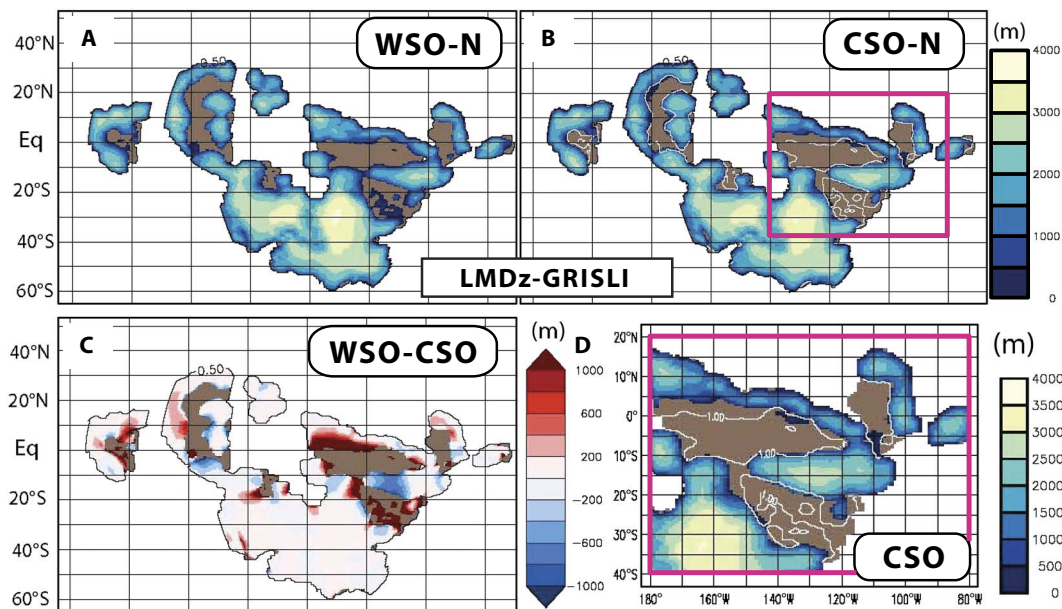 A
WSO-N
B
CSO-N
(m)
40°N
20°N
Eq
20°S
40°S
60°S
0.50
4000
3000
2000
1000
0
LMDz-GRISLI
C
WSO-CSO
(m)
D
(m)
40°N
20°N
Eq
20°S
40°S
60°S
0.50
1000
600
200
−200
−600
−1000
20°N
10°N
0°
10°S
20°S
30°S
40°S
1.00
1.00
1.00
CSO
180°
160°W
140°W
120°W
100°W
80°W
4000
3500
3000
2500
2000
1500
1000
500
0